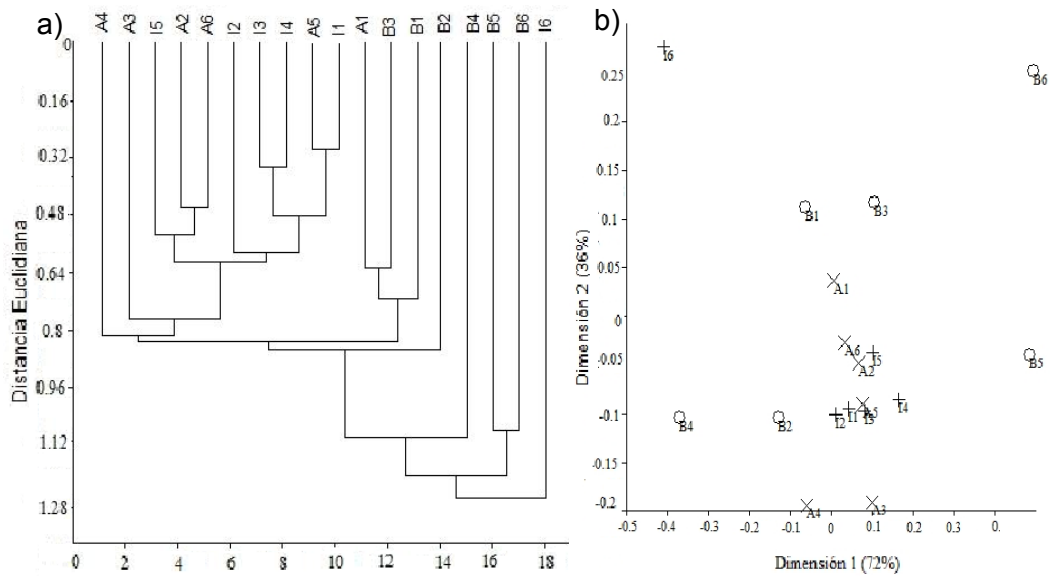 a)
A4 A3 I5 A2 A6 I2 I3 I4 A5 I1 A1 B3 B1 B2 B4 B5 B6 I6
0
0.16
0.32
0.48
0.64
0.8
0.96
1.12
1.28
Distancia Euclidiana
0 2 4 6 8 10 12 14 16 18
b)
0.25
0.2
0.15
0.1
0.05
0
-0.05
-0.1
-0.15
-0.2
Dimensión 2 (36%)
I6
B6
B1
B3
A1
A6
I5
A2
B5
I4
A5
I3
I1
I2
B4
B2
A4
A3
-0.5 -0.4 -0.3 -0.2 -0.1 0 0.1 0.2 0.3 0.
Dimensión 1 (72%)